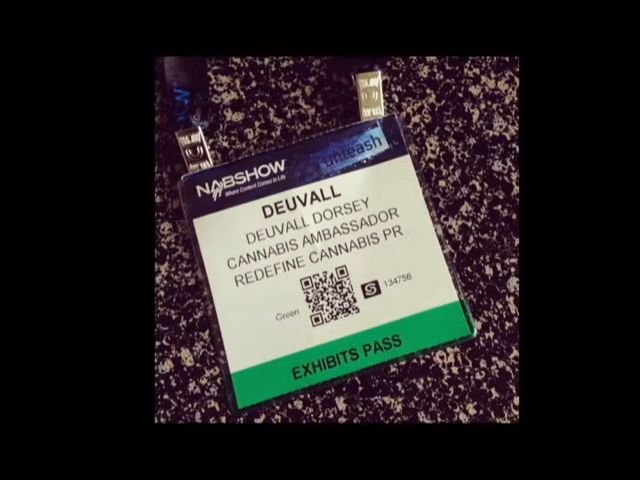 unleash
NABSHOW
Where Content Comes to Life
DEUVALL
DEUVALL DORSEY
CANNABIS AMBASSADOR
REDEFINE CANNABIS PR
Green
134756
EXHIBITS PASS